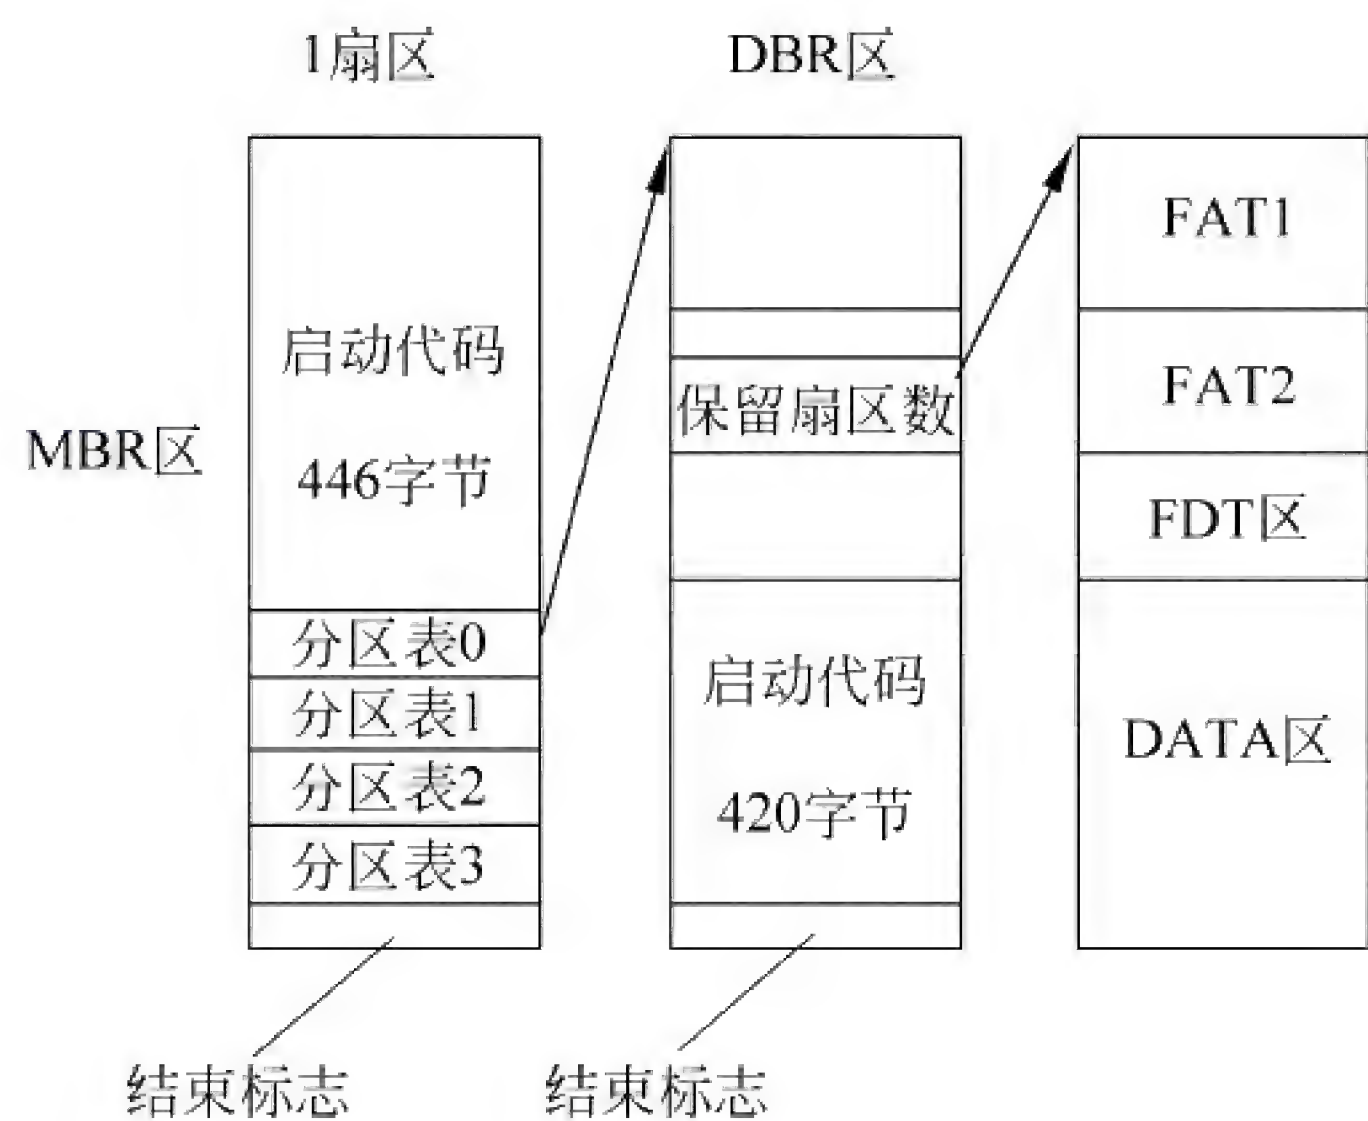 1扇区
DBR区
MBR区
启动代码
446字节
分区表0
分区表1
分区表2
分区表3
结束标志
保留扇区数
启动代码
420字节
结束标志
FAT1
FAT2
FDT区
DATA区